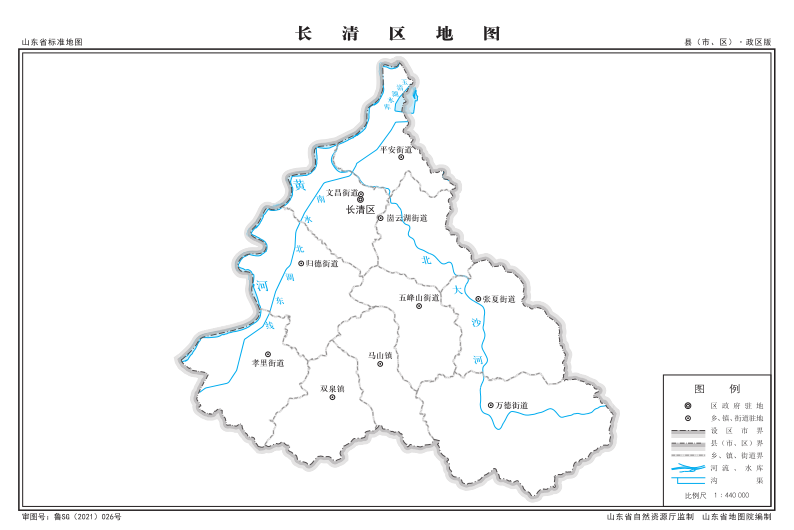 长清区地图
山东省标准地图
县（市、区）·政区版
玉清湖水库
平安街道
黄
文昌街道
南
长清区
崮云湖街道
水
北
北
归德街道
湖
河
大
五峰山街道
张夏街道
东
沙
线
马山镇
河
孝里街道
双泉镇
万德街道
图例
区政府驻地
乡、镇、街道驻地
设区市界
县（市、区）界
乡、镇、街道界
河流、水库
沟渠
比例尺 1：440 000
审图号：鲁SG（2021）026号
山东省自然资源厅监制 山东省地图院编制